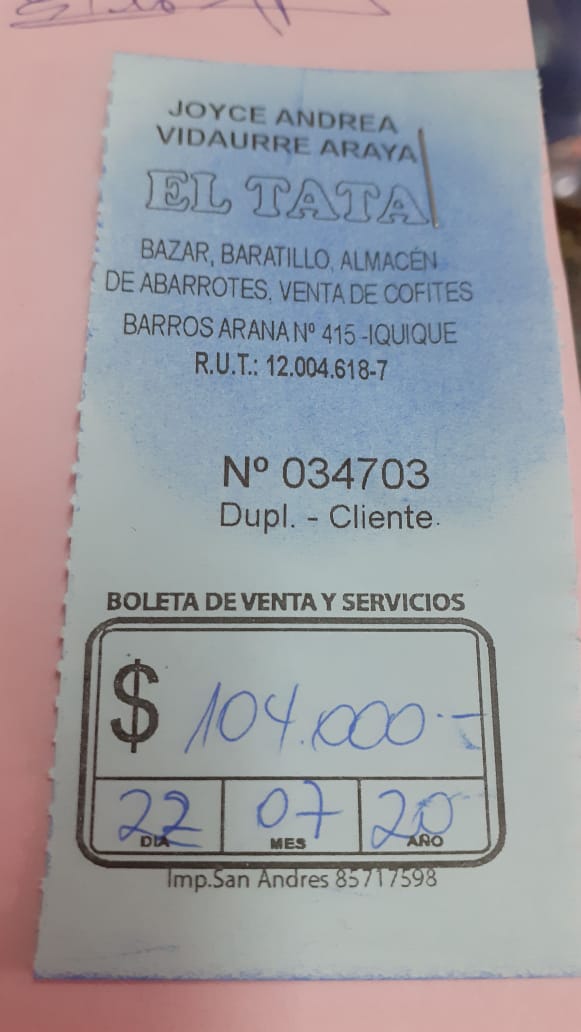 JOYCE ANDREA
VIDAURRE ARAYA
EL TATA
BAZAR, BARATILLO, ALMACÉN
DE ABARROTES, VENTA DE COFITES
BARROS ARANA Nº 415 -IQUIQUE
R.U.T.: 12.004.618-7
Nº 034703
Dupl. - Cliente.
BOLETA DE VENTA Y SERVICIOS
$ 104.000.-
22 07 20
DIA MES AÑO
Imp.San Andres 85717598